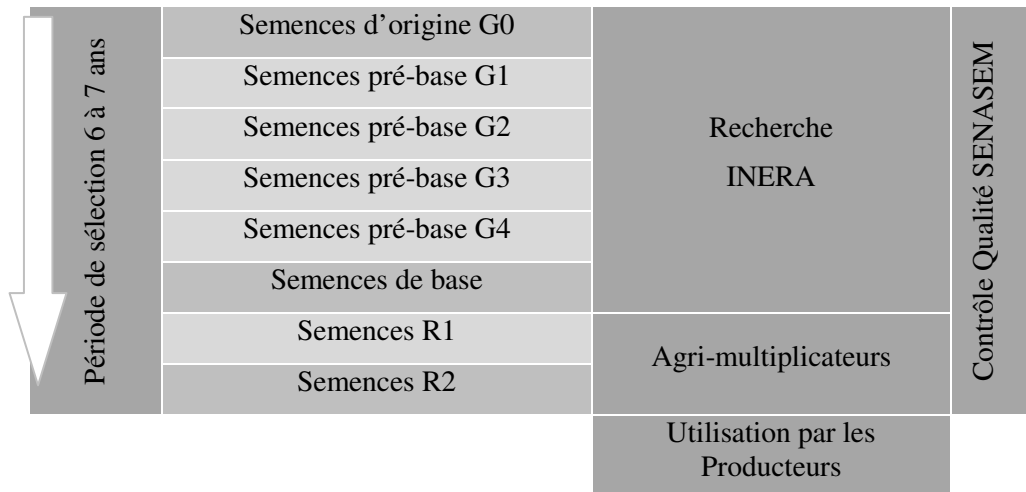 Période de sélection 6 à 7 ans
Semences d’origine G0
Semences pré-base G1
Semences pré-base G2
Semences pré-base G3
Semences pré-base G4
Semences de base
Semences R1
Semences R2
Recherche
INERA
Agri-multiplicateurs
Utilisation par les
Producteurs
Contrôle Qualité SENASEM